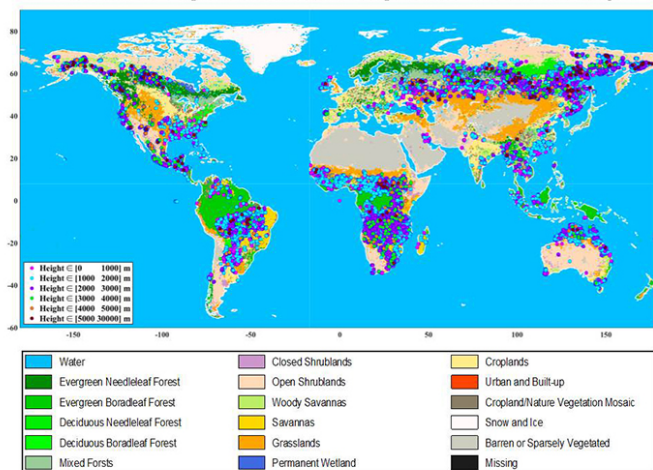 80
60
40
20
0
-20
-40
-60
Height ∈ [0 1000] m
Height ∈ [1000 2000] m
Height ∈ [2000 3000] m
Height ∈ [3000 4000] m
Height ∈ [4000 5000] m
Height ∈ [5000 30000] m
-150 -100 -50 0 50 100 150
Water Closed Shrublands Croplands
Evergreen Needleleaf Forest Open Shrublands Urban and Built-up
Evergreen Boradleaf Forest Woody Savannas Cropland/Nature Vegetation Mosaic
Deciduous Needleleaf Forest Savannas Snow and Ice
Deciduous Boradleaf Forest Grasslands Barren or Sparsely Vegetated
Mixed Forsts Permanent Wetland Missing